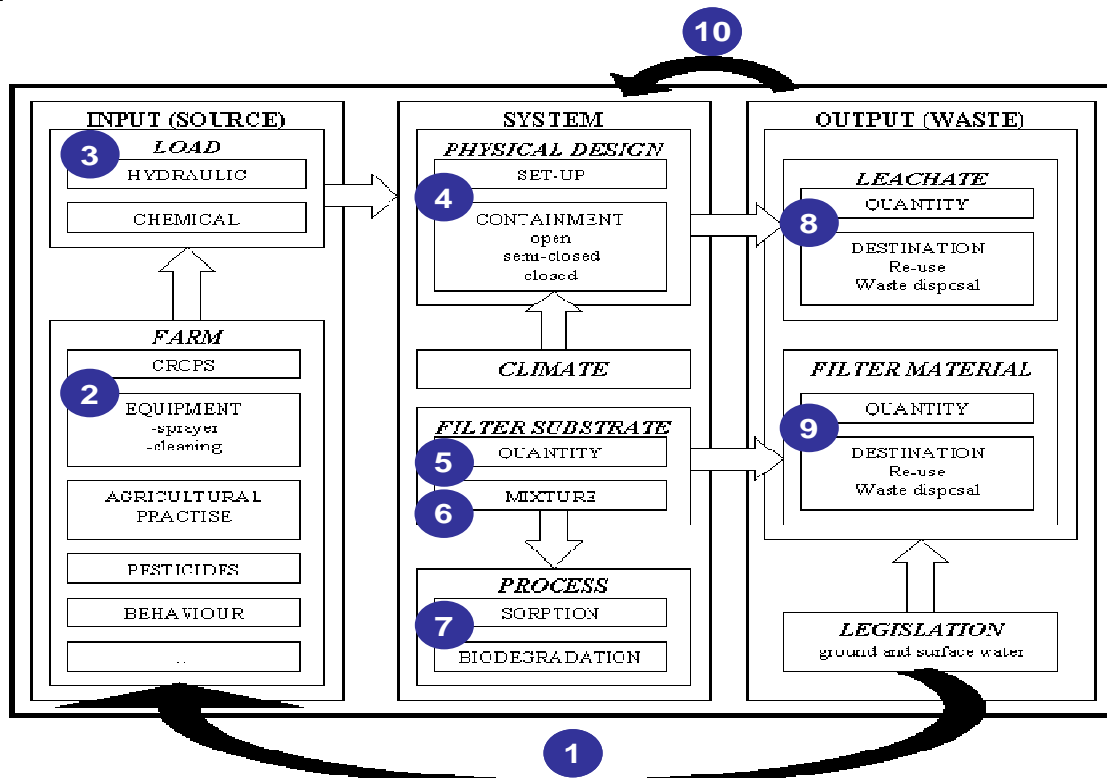 10
INPUT (SOURCE)
LOAD
3
HYDRAULIC
CHEMICAL
FARM
CROPS
2
EQUIPMENT
-sprayer
-cleaning
AGRICULTURAL
PRACTISE
PESTICIDES
BEHAVIOUR
..
SYSTEM
PHYSICAL DESIGN
SET-UP
4
CONTAINMENT
open
semi-closed
closed
CLIMATE
FILTER SUBSTRATE
5
QUANTITY
6
MIXTURE
PROCESS
7
SORPTION
BIODEGRADATION
OUTPUT (WASTE)
LEACHATE
QUANTITY
8
DESTINATION
Re-use
Waste disposal
FILTER MATERIAL
QUANTITY
9
DESTINATION
Re-use
Waste disposal
LEGISLATION
ground and surface water
1